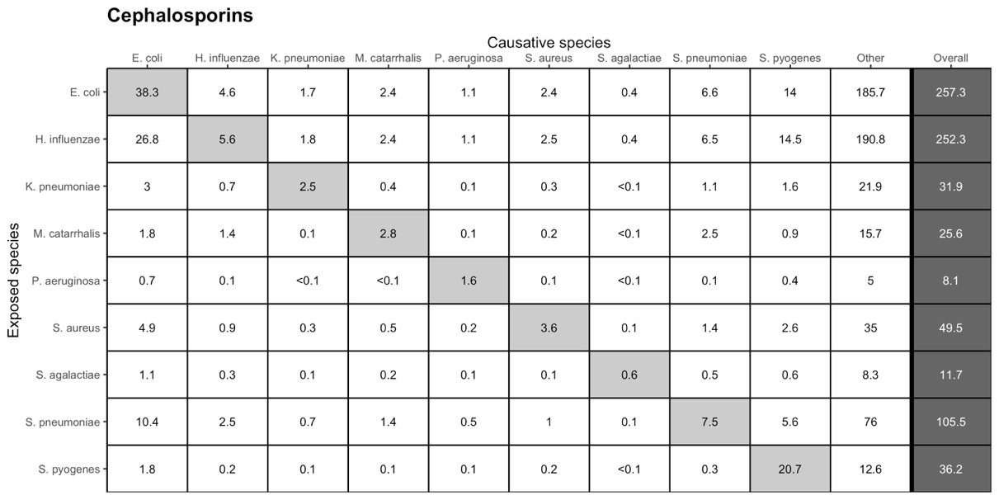 Cephalosporins
Causative species
E. coli H. influenzae K. pneumoniae M. catarrhalis P. aeruginosa S. aureus S. agalactiae S. pneumoniae S. pyogenes Other Overall
Exposed species
E. coli 38.3 4.6 1.7 2.4 1.1 2.4 0.4 6.6 14 185.7 257.3
H. influenzae 26.8 5.6 1.8 2.4 1.1 2.5 0.4 6.5 14.5 190.8 252.3
K. pneumoniae 3 0.7 2.5 0.4 0.1 0.3 <0.1 1.1 1.6 21.9 31.9
M. catarrhalis 1.8 1.4 0.1 2.8 0.1 0.2 <0.1 2.5 0.9 15.7 25.6
P. aeruginosa 0.7 0.1 <0.1 <0.1 1.6 0.1 <0.1 0.1 0.4 5 8.1
S. aureus 4.9 0.9 0.3 0.5 0.2 3.6 0.1 1.4 2.6 35 49.5
S. agalactiae 1.1 0.3 0.1 0.2 0.1 0.1 0.6 0.5 0.6 8.3 11.7
S. pneumoniae 10.4 2.5 0.7 1.4 0.5 1 0.1 7.5 5.6 76 105.5
S. pyogenes 1.8 0.2 0.1 0.1 0.1 0.2 <0.1 0.3 20.7 12.6 36.2